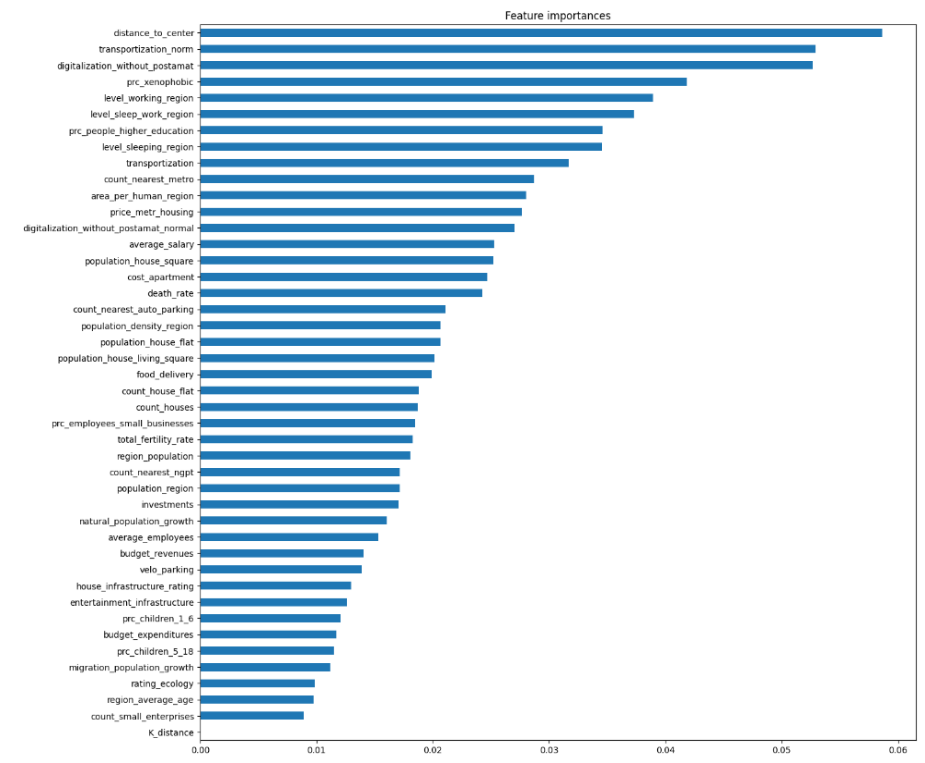 Feature importances
distance_to_center
transportization_norm
digitalization_without_postamat
prc_xenophobic
level_working_region
level_sleep_work_region
prc_people_higher_education
level_sleeping_region
transportization
count_nearest_metro
area_per_human_region
price_metr_housing
digitalization_without_postamat_normal
average_salary
population_house_square
cost_apartment
death_rate
count_nearest_auto_parking
population_density_region
population_house_flat
population_house_living_square
food_delivery
count_house_flat
count_houses
prc_employees_small_businesses
total_fertility_rate
region_population
count_nearest_ngpt
population_region
investments
natural_population_growth
average_employees
budget_revenues
velo_parking
house_infrastructure_rating
entertainment_infrastructure
prc_children_1_6
budget_expenditures
prc_children_5_18
migration_population_growth
rating_ecology
region_average_age
count_small_enterprises
K_distance
0.00 0.01 0.02 0.03 0.04 0.05 0.06